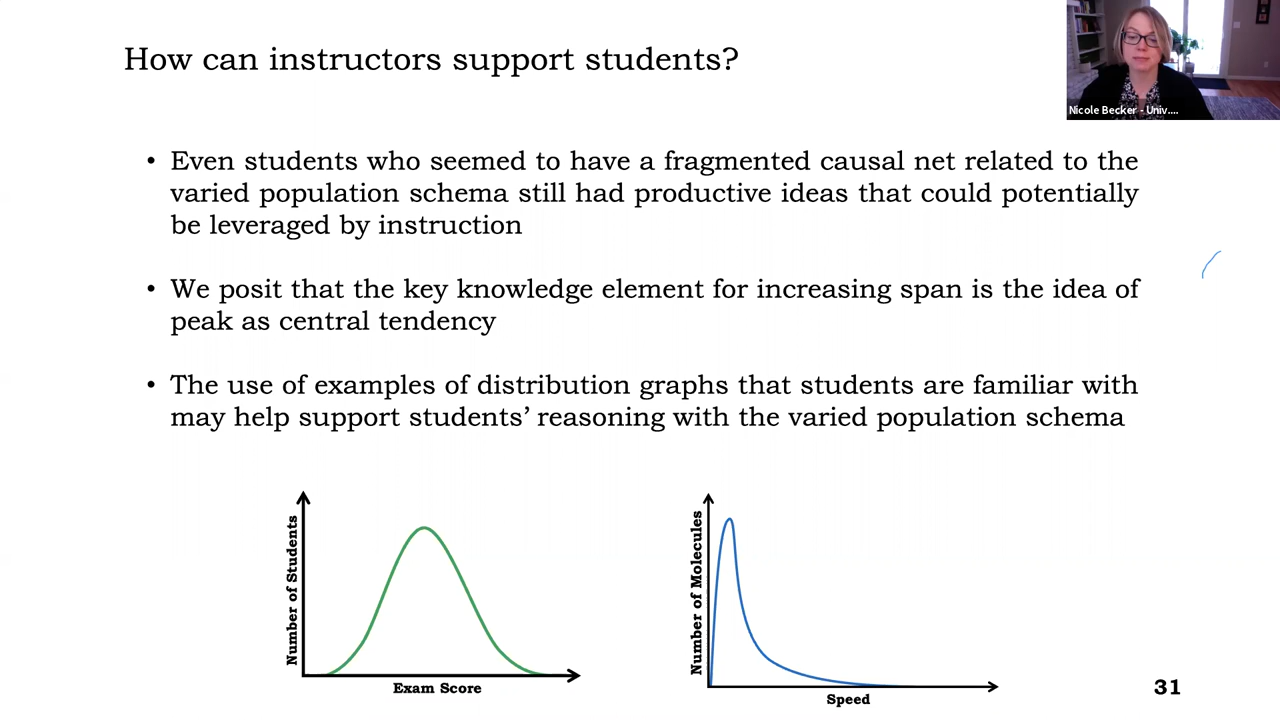 How can instructors support students?
Nicole Becker - Univ....
• Even students who seemed to have a fragmented causal net related to the
varied population schema still had productive ideas that could potentially
be leveraged by instruction
• We posit that the key knowledge element for increasing span is the idea of
peak as central tendency
• The use of examples of distribution graphs that students are familiar with
may help support students’ reasoning with the varied population schema
Number of Students
Exam Score
Number of Molecules
Speed
31